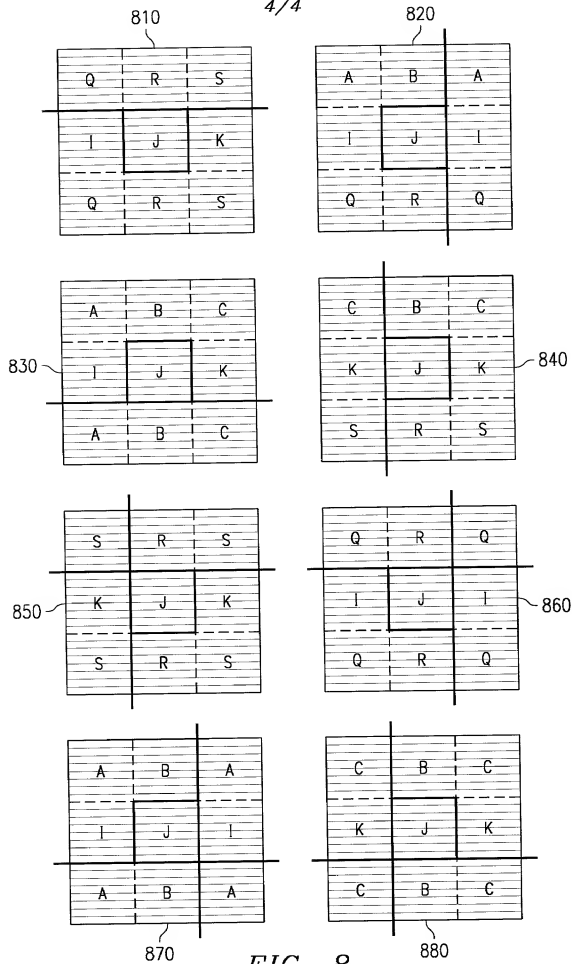 4/4
810
820
Q R S
I J K
Q R S
A B A
I J I
Q R Q
830
A B C
I J K
A B C
840
C B C
K J K
S R S
850
S R S
K J K
S R S
860
Q R Q
I J I
Q R Q
A B A
I J I
A B A
870
C B C
K J K
C B C
880
FIG. 8